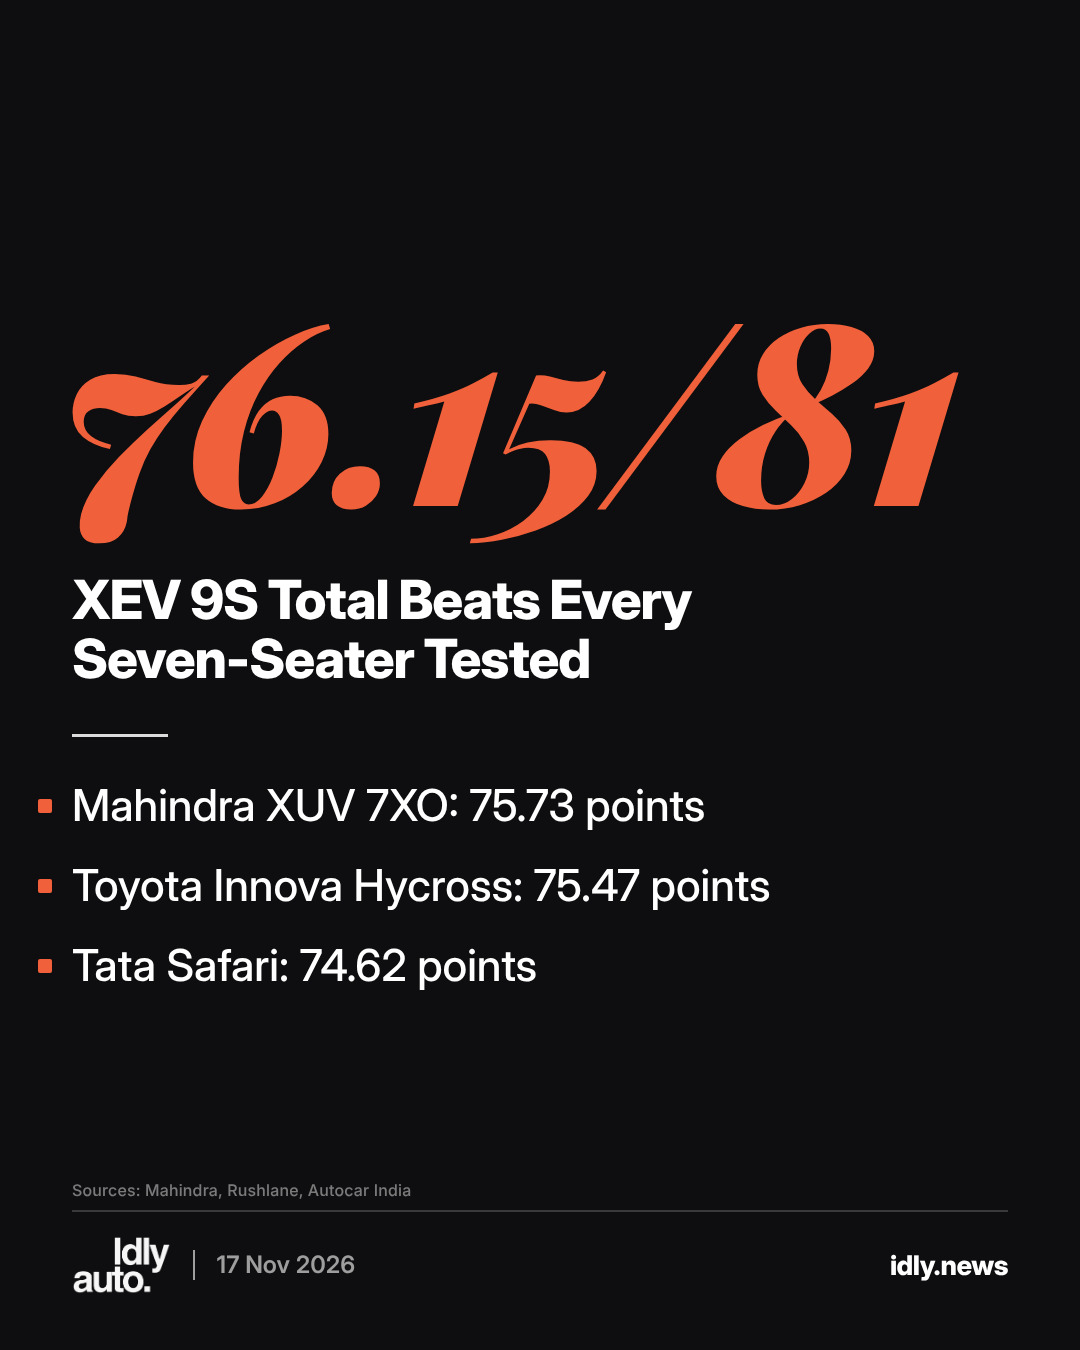 76.15/81
XEV 9S Total Beats Every
Seven-Seater Tested
Mahindra XUV 7XO: 75.73 points
Toyota Innova Hycross: 75.47 points
Tata Safari: 74.62 points
Sources: Mahindra, Rushlane, Autocar India
Idly
auto.
17 Nov 2026
idly.news